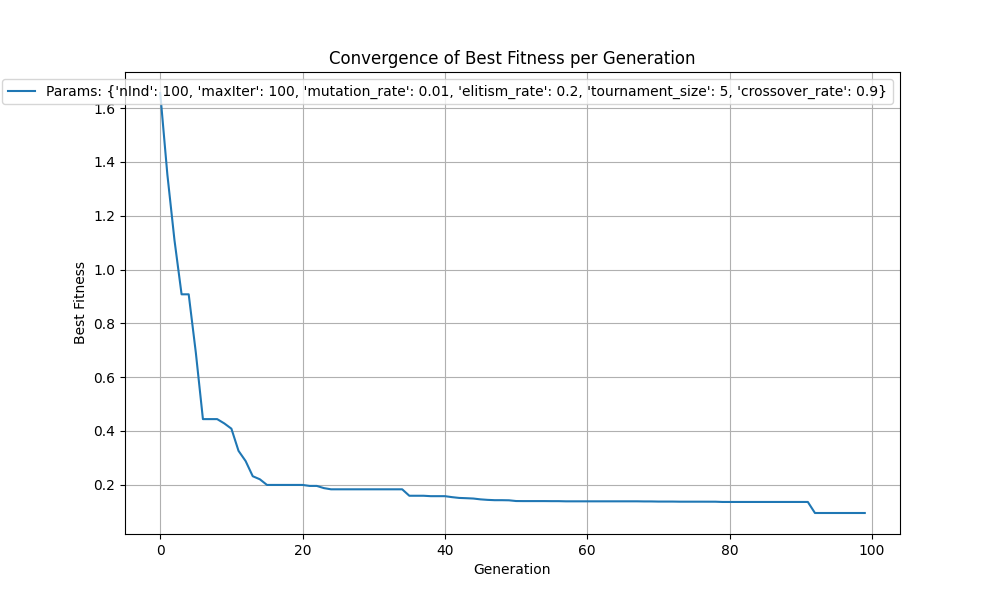 Convergence of Best Fitness per Generation
Params: {'nInd': 100, 'maxIter': 100, 'mutation_rate': 0.01, 'elitism_rate': 0.2, 'tournament_size': 5, 'crossover_rate': 0.9}
1.6
1.4
1.2
1.0
0.8
0.6
0.4
0.2
Best Fitness
0 20 40 60 80 100
Generation